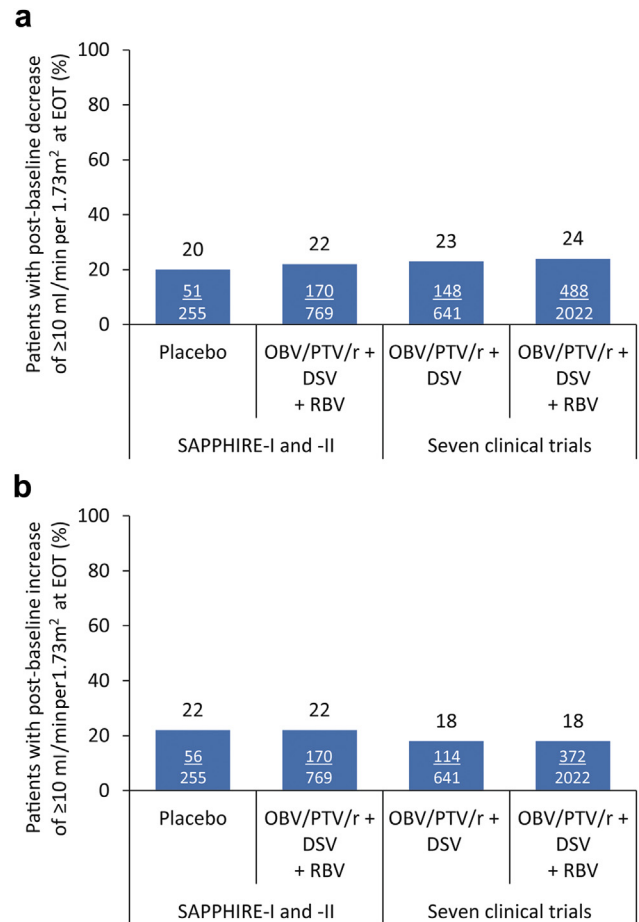 a
Patients with post-baseline decrease
of ≥10 ml/min per 1.73m² at EOT (%)
100
80
60
40
20
0
20
22
23
24
51
255
170
769
148
641
488
2022
Placebo
OBV/PTV/r +
DSV
+ RBV
OBV/PTV/r +
DSV
OBV/PTV/r +
DSV
+ RBV
SAPPHIRE-I and -II
Seven clinical trials
b
Patients with post-baseline increase
of ≥10 ml/minper1.73m² at EOT (%)
100
80
60
40
20
0
22
22
18
18
56
255
170
769
114
641
372
2022
Placebo
OBV/PTV/r +
DSV
+ RBV
OBV/PTV/r +
DSV
OBV/PTV/r +
DSV
+ RBV
SAPPHIRE-I and -II
Seven clinical trials